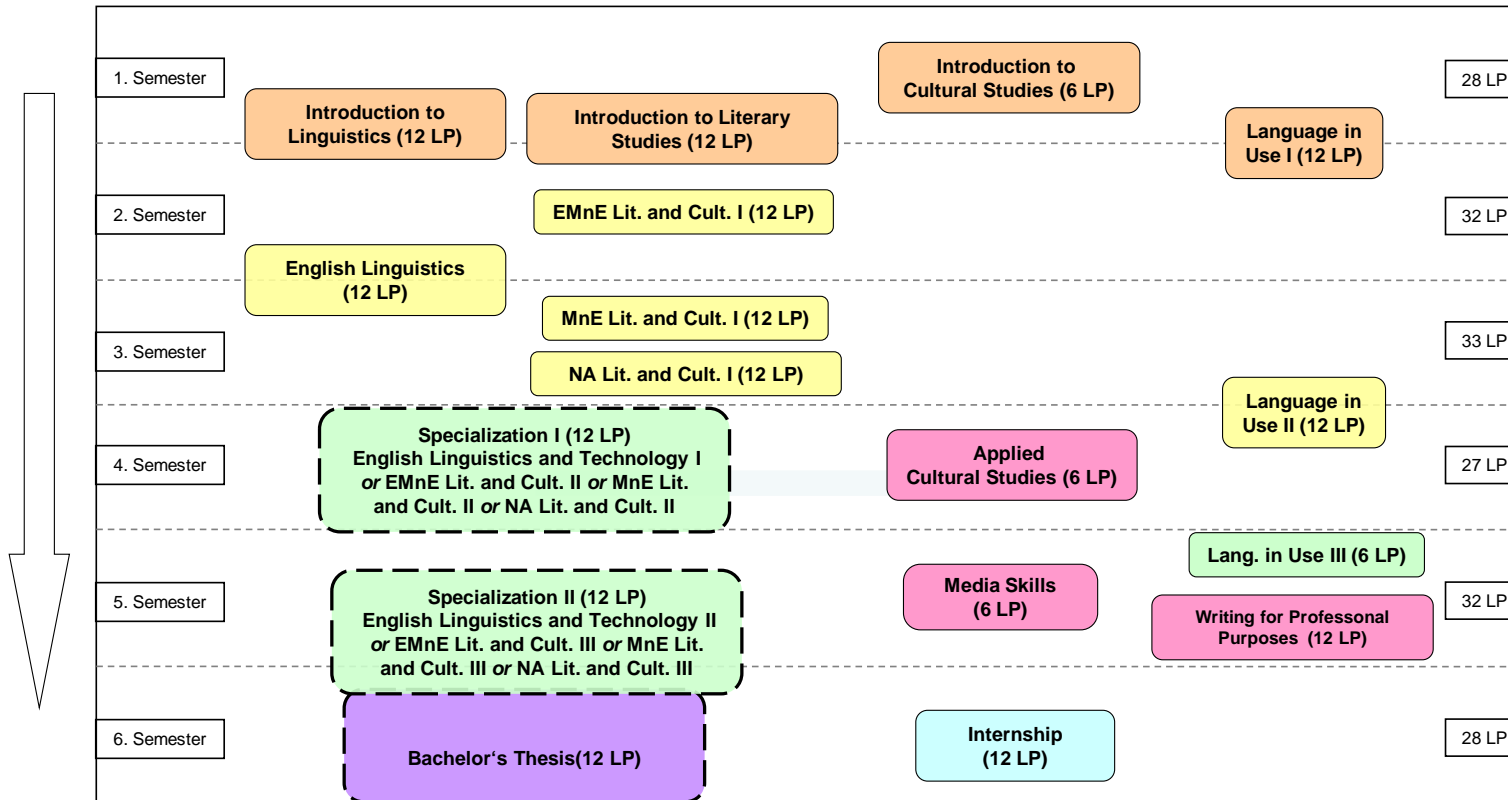 1. Semester
Introduction to
Cultural Studies (6 LP)
28 LP
Introduction to
Linguistics (12 LP)
Introduction to Literary
Studies (12 LP)
Language in
Use I (12 LP)
2. Semester
EMnE Lit. and Cult. I (12 LP)
32 LP
English Linguistics
(12 LP)
3. Semester
MnE Lit. and Cult. I (12 LP)
33 LP
NA Lit. and Cult. I (12 LP)
Language in
Use II (12 LP)
4. Semester
Specialization I (12 LP)
English Linguistics and Technology I
or EMnE Lit. and Cult. II or MnE Lit.
and Cult. II or NA Lit. and Cult. II
Applied
Cultural Studies (6 LP)
27 LP
Lang. in Use III (6 LP)
5. Semester
Specialization II (12 LP)
English Linguistics and Technology II
or EMnE Lit. and Cult. III or MnE Lit.
and Cult. III or NA Lit. and Cult. III
Media Skills
(6 LP)
Writing for Professonal
Purposes (12 LP)
32 LP
6. Semester
Bachelor‘s Thesis(12 LP)
Internship
(12 LP)
28 LP